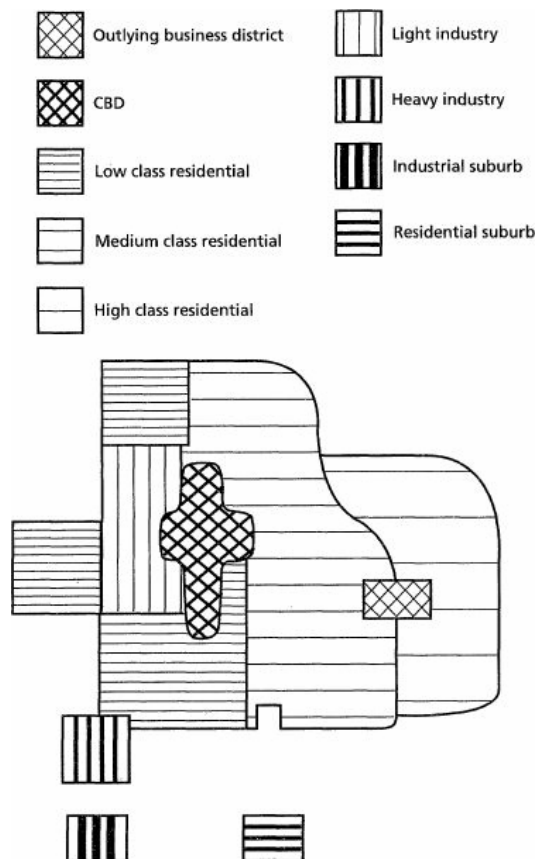 Outlying business district
CBD
Low class residential
Medium class residential
High class residential
Light industry
Heavy industry
Industrial suburb
Residential suburb